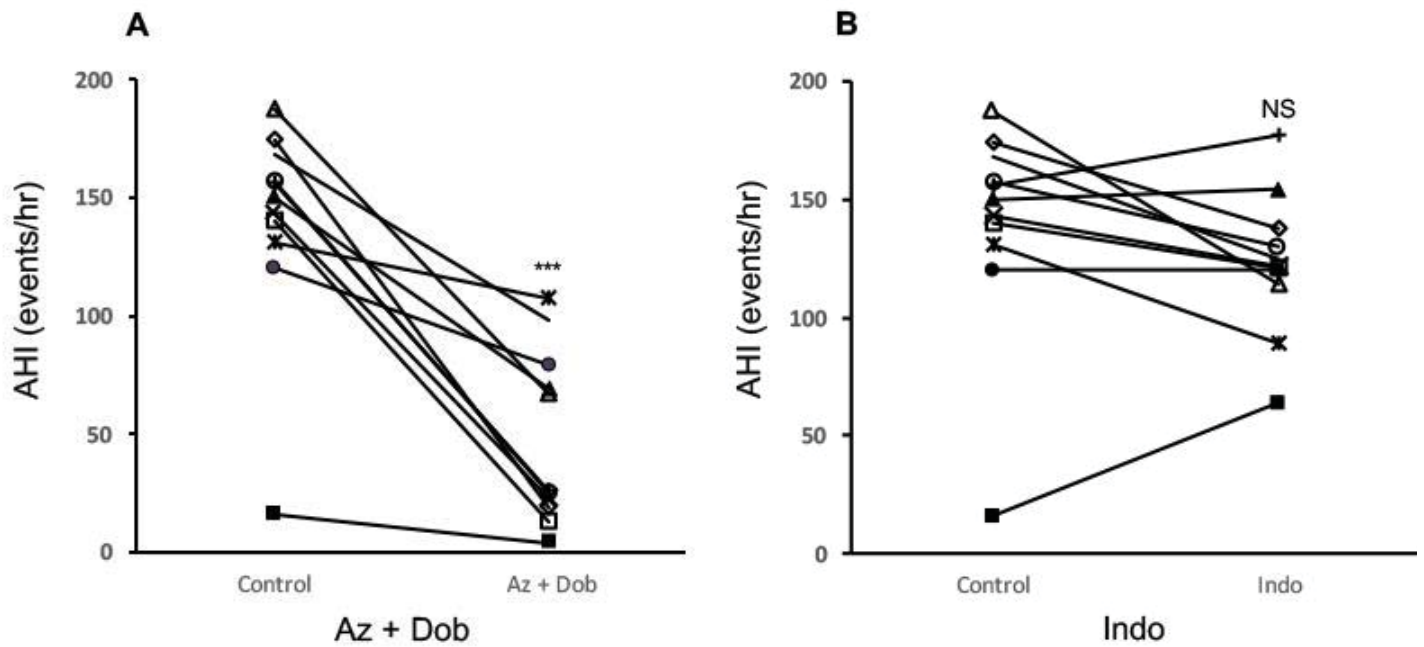 A
AHI (events/hr)
200
150
100
50
0
***
Control
Az + Dob
Az + Dob
B
AHI (events/hr)
200
150
100
50
0
NS
Control
Indo
Indo